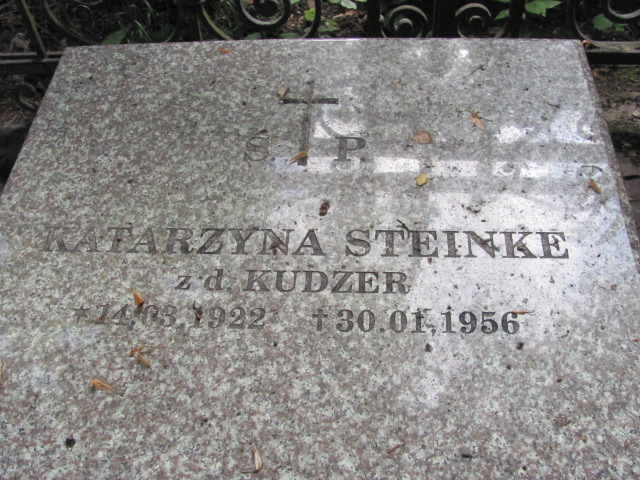 Ś. P.
KATARZYNA STEINKE
z d. KUDZER
*14.03.1922 †30.01.1956